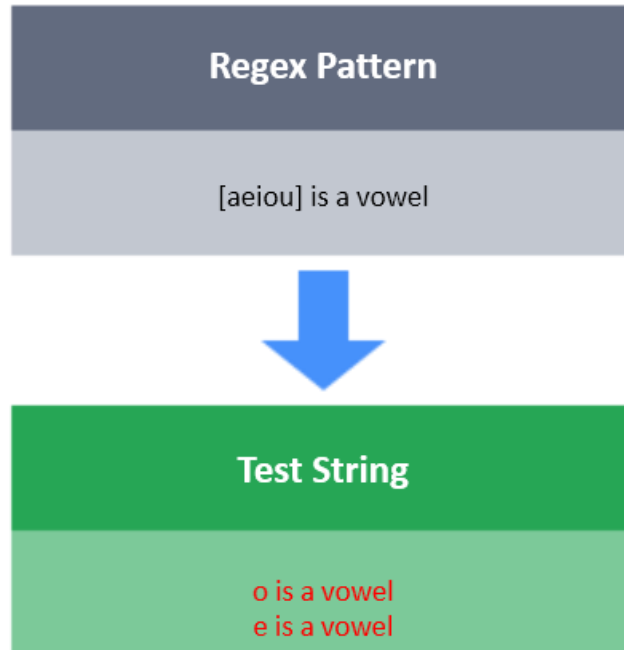 Regex Pattern
[aeiou] is a vowel
Test String
o is a vowel
e is a vowel